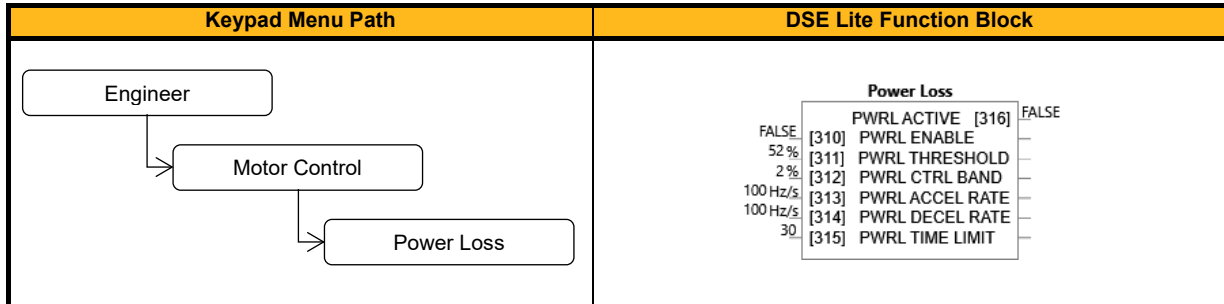 Keypad Menu Path
DSE Lite Function Block
Engineer
Motor Control
Power Loss
Power Loss
PWRL ACTIVE [316] FALSE
FALSE [310] PWRL ENABLE
52 % [311] PWRL THRESHOLD
2 % [312] PWRL CTRL BAND
100 Hz/s [313] PWRL ACCEL RATE
100 Hz/s [314] PWRL DECEL RATE
30 [315] PWRL TIME LIMIT